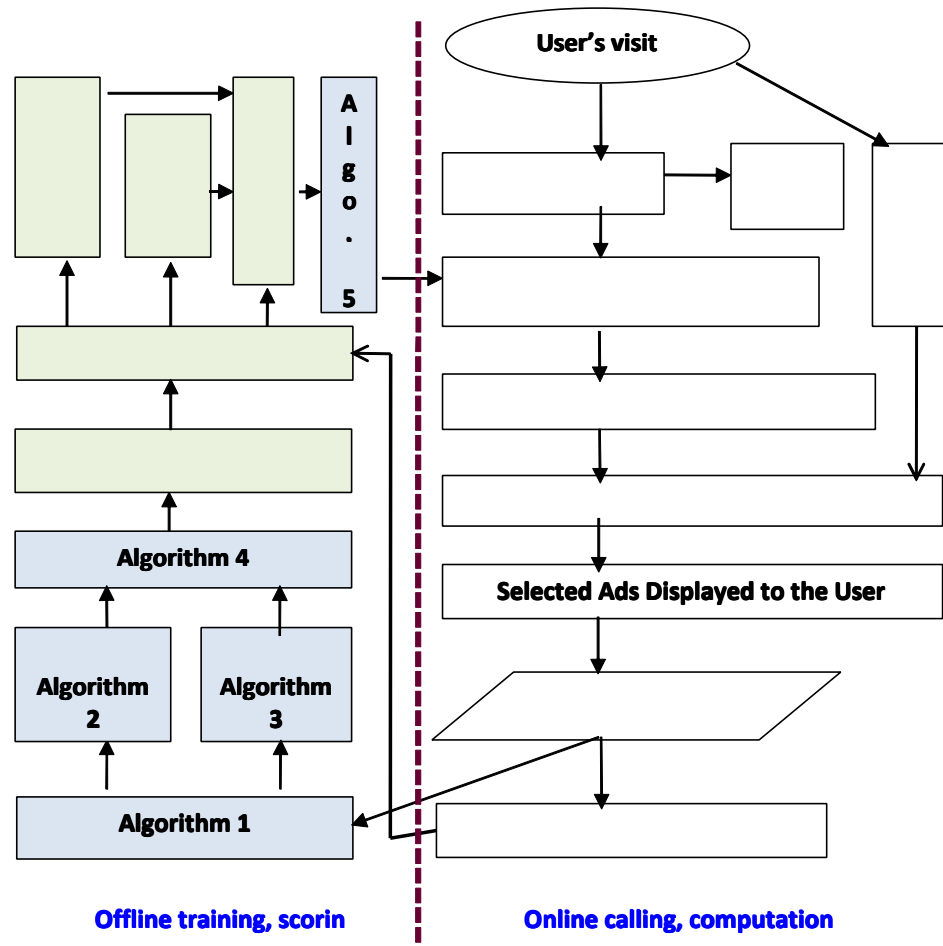 User’s visit
Algo. 5
Algorithm 4
Selected Ads Displayed to the User
Algorithm
2
Algorithm
3
Algorithm 1
Offline training, scorin
Online calling, computation